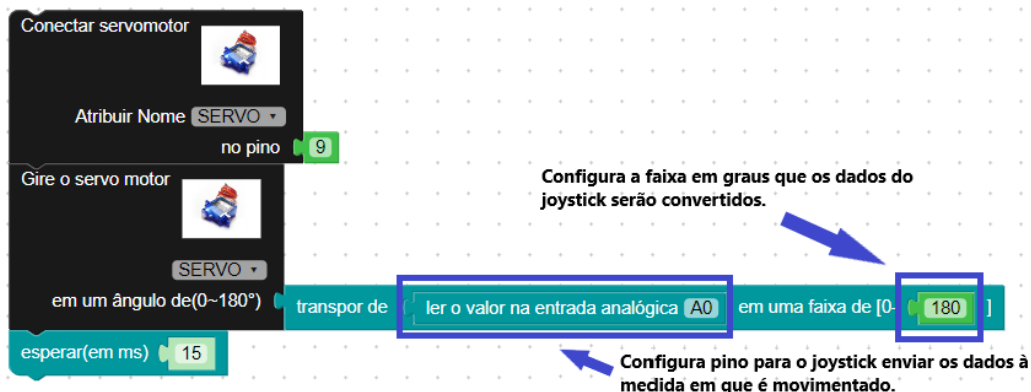 Conectar servomotor
Atribuir Nome SERVO
no pino 9
Gire o servo motor
Configura a faixa em graus que os dados do
joystick serão convertidos.
SERVO
em um ângulo de(0~180°) transpor de ler o valor na entrada analógica A0 em uma faixa de [0- 180 ]
esperar(em ms) 15
Configura pino para o joystick enviar os dados à
medida em que é movimentado.